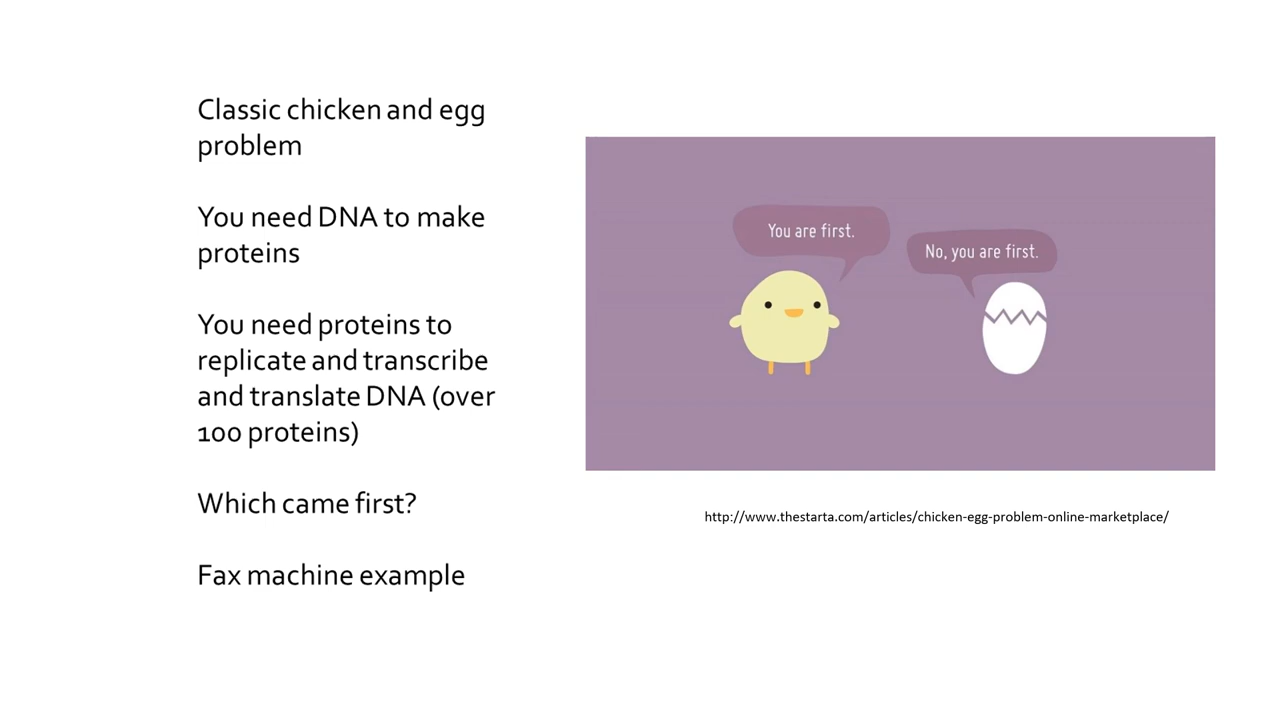 Classic chicken and egg
problem
You need DNA to make
proteins
You need proteins to
replicate and transcribe
and translate DNA (over
100 proteins)
Which came first?
Fax machine example
You are first.
No, you are first.
http://www.thestarta.com/articles/chicken-egg-problem-online-marketplace/